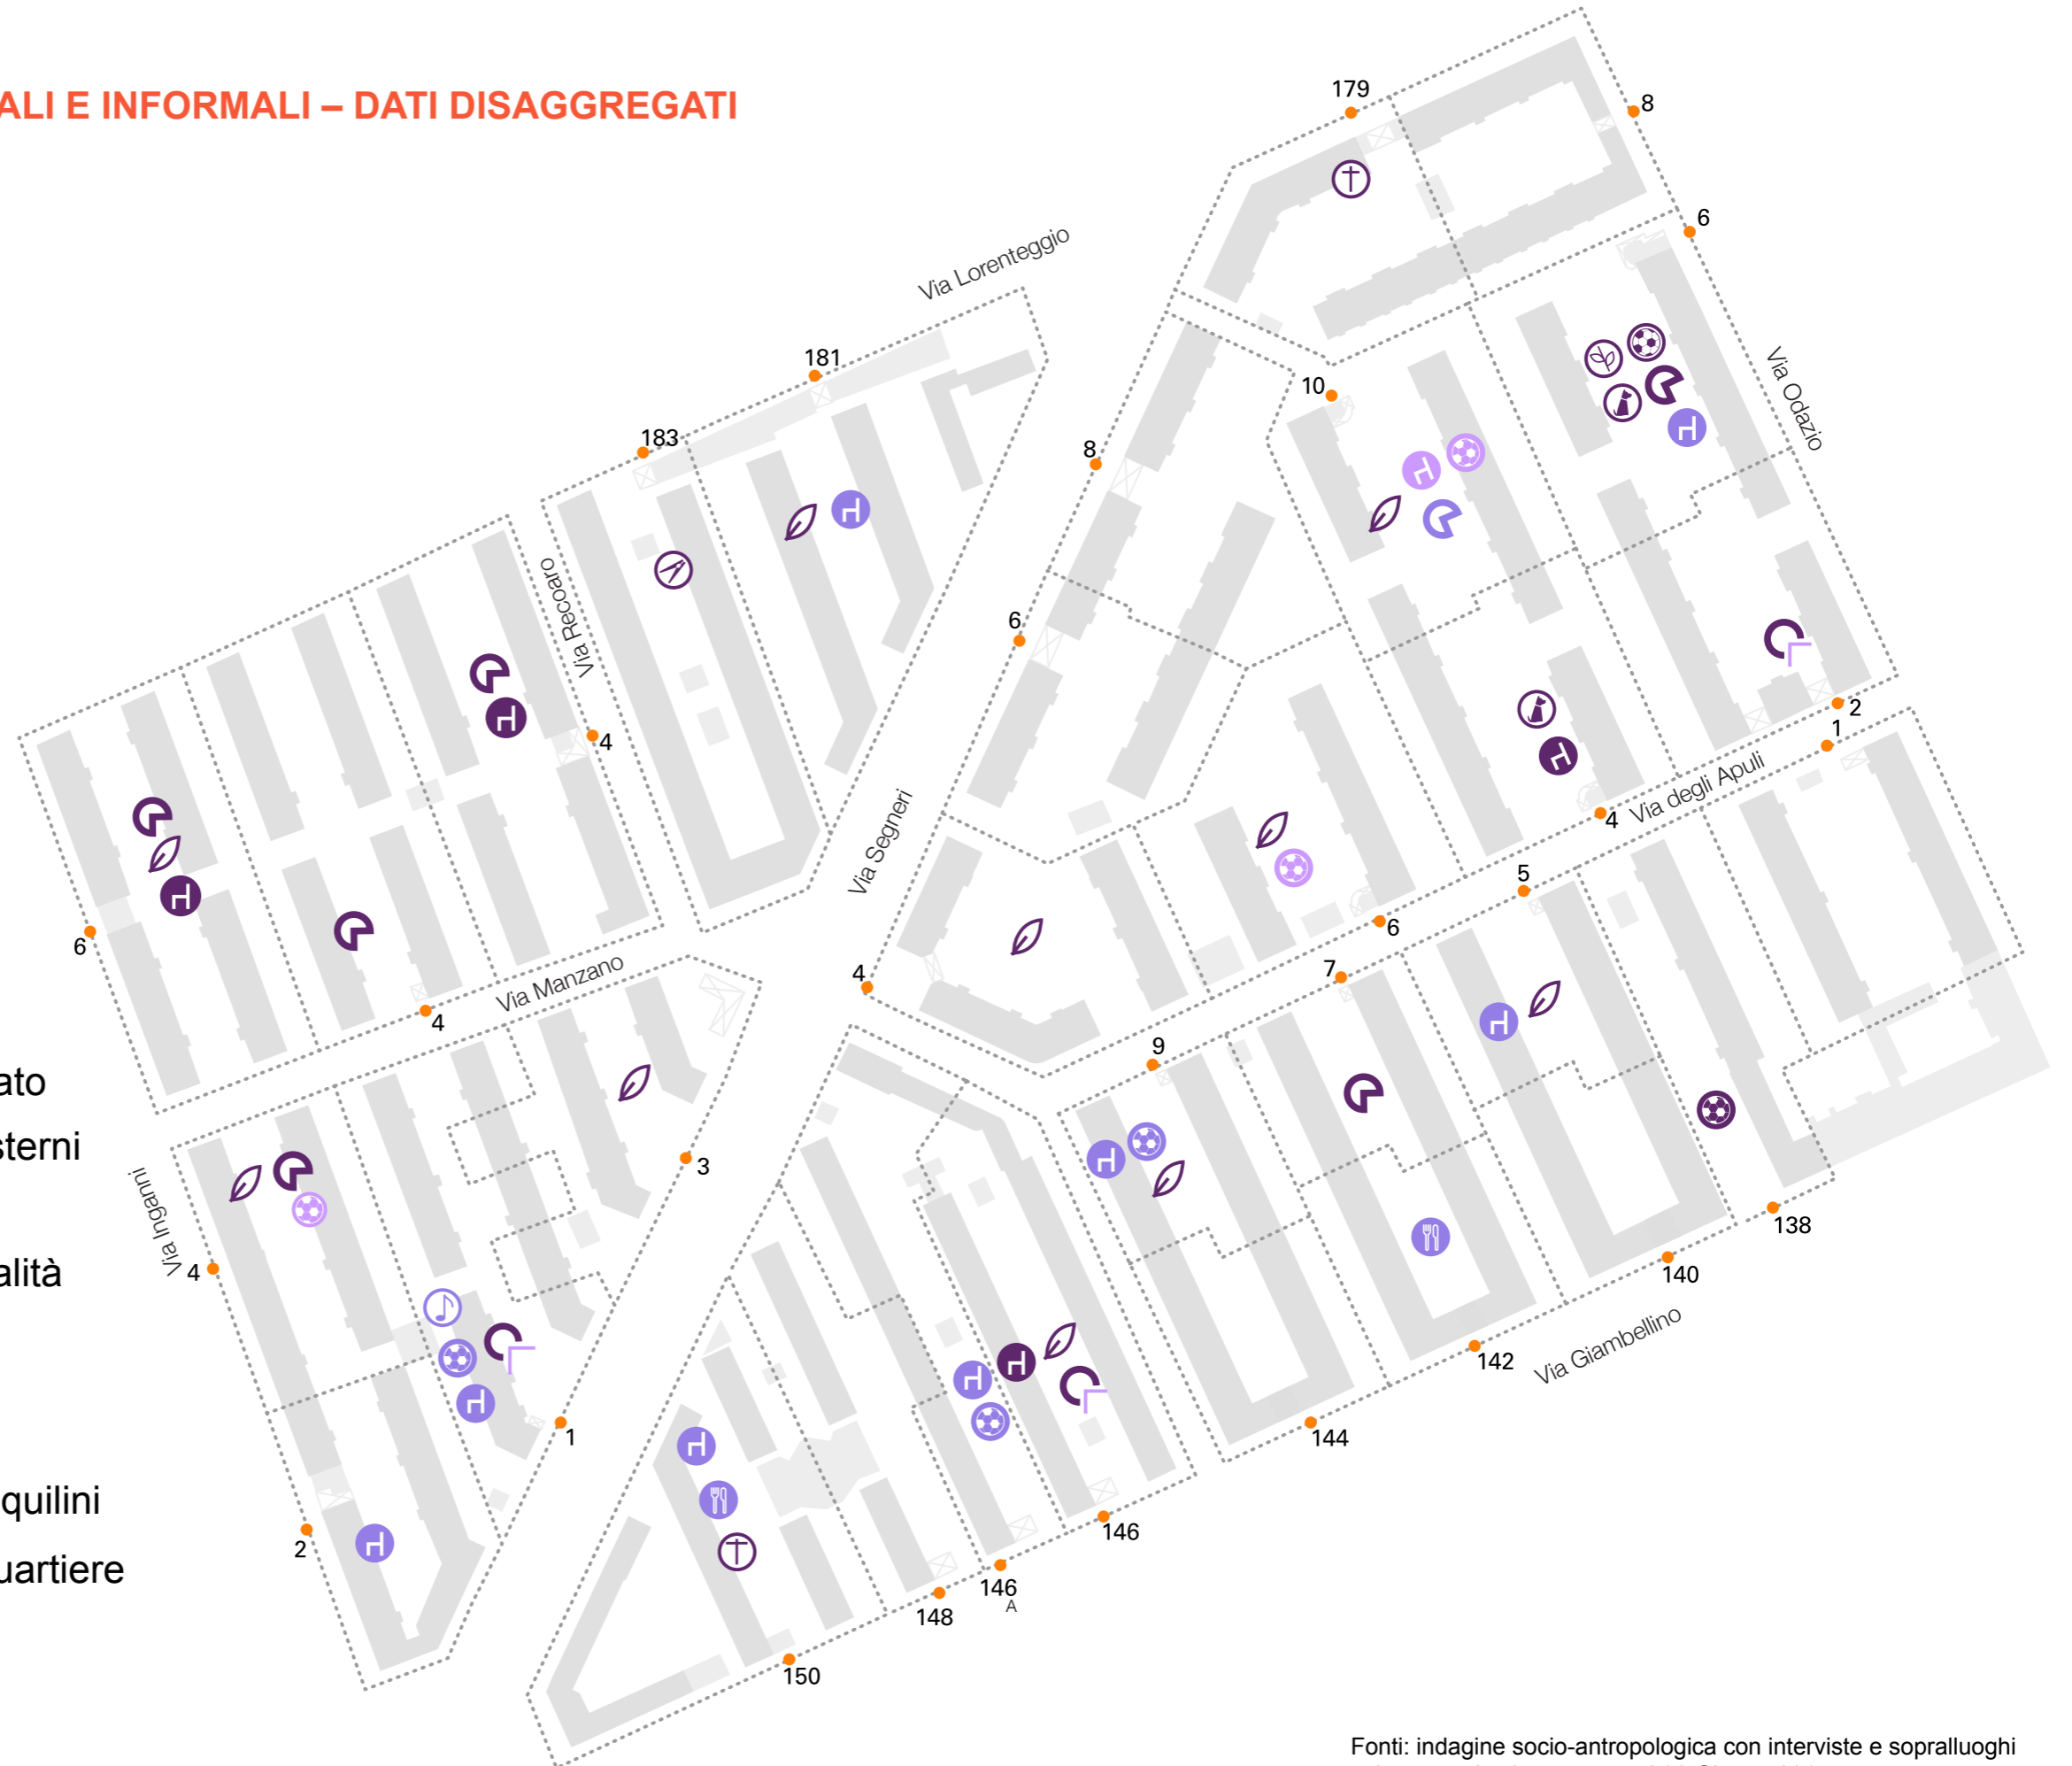 ALI E INFORMALI – DATI DISAGGREGATI
179
8
6
Via Lorenteggio
181
183
10
8
Via Odazio
Via Recoaro
6
4
2
1
Via degli Apuli
4
Via Segneri
5
6
6
7
4
Via Manzano
4
9
ato
sterni
3
Via Inganni
4
alità
138
140
Via Giambellino
142
144
1
quilini
2
uartiere
146
146
A
148
150
Fonti: indagine socio-antropologica con interviste e sopralluoghi